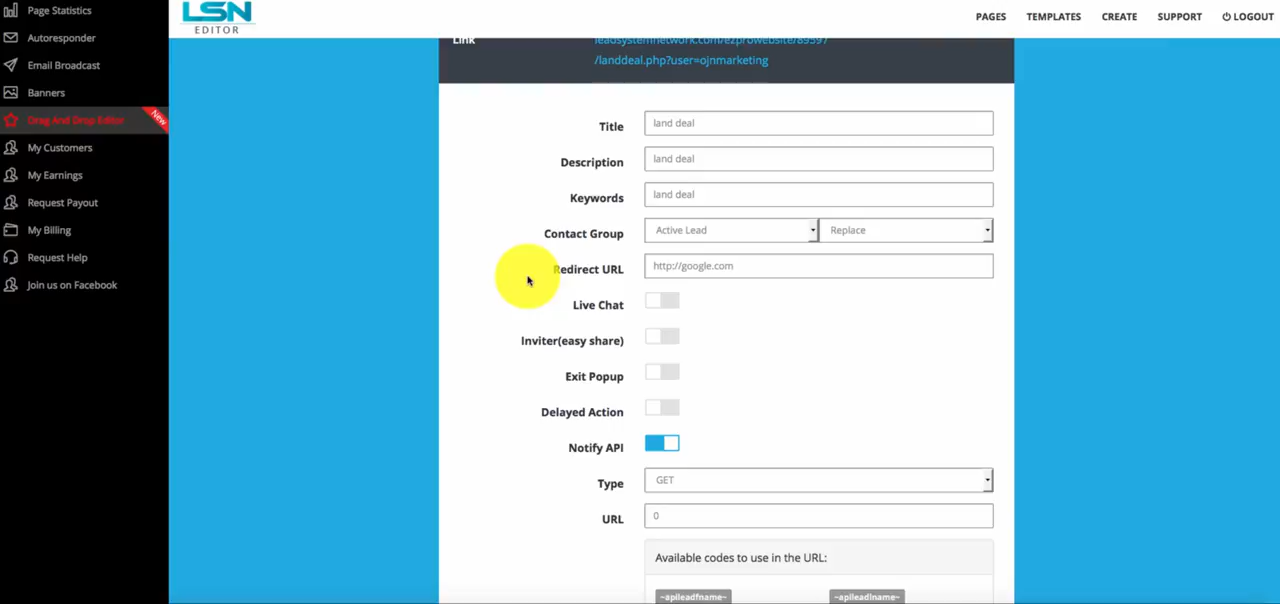 Page Statistics
Autoresponder
Email Broadcast
Banners
Drag And Drop Editor
New
My Customers
My Earnings
Request Payout
My Billing
Request Help
Join us on Facebook
LSN
EDITOR
PAGES TEMPLATES CREATE SUPPORT LOGOUT
Link
leadsystemnetwork.com/ezprowebsite/89597
/landdeal.php?user=ojnmarketing
Title land deal
Description land deal
Keywords land deal
Contact Group Active Lead Replace
Redirect URL http://google.com
Live Chat
Inviter(easy share)
Exit Popup
Delayed Action
Notify API
Type GET
URL 0
Available codes to use in the URL:
~apileadfname~ ~apileadlname~